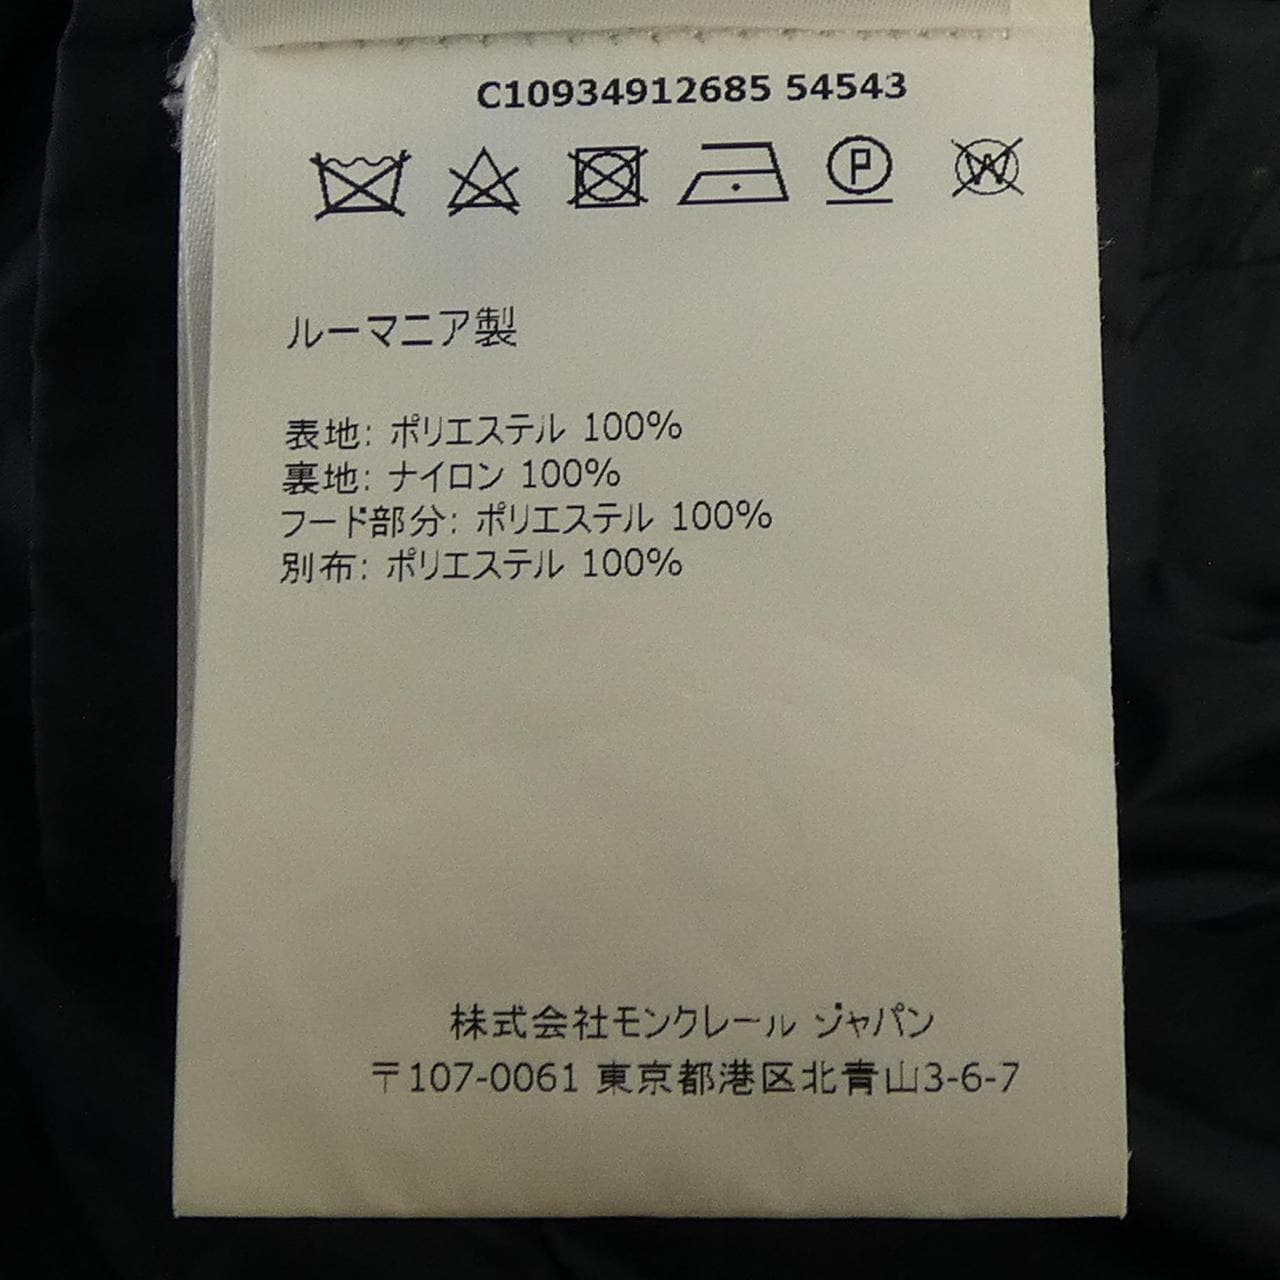 C10934912685 54543
P W
ルーマニア製
表地: ポリエステル 100%
裏地: ナイロン 100%
フード部分: ポリエステル 100%
別布: ポリエステル 100%
株式会社モンクレール ジャパン
〒107-0061 東京都港区北青山3-6-7